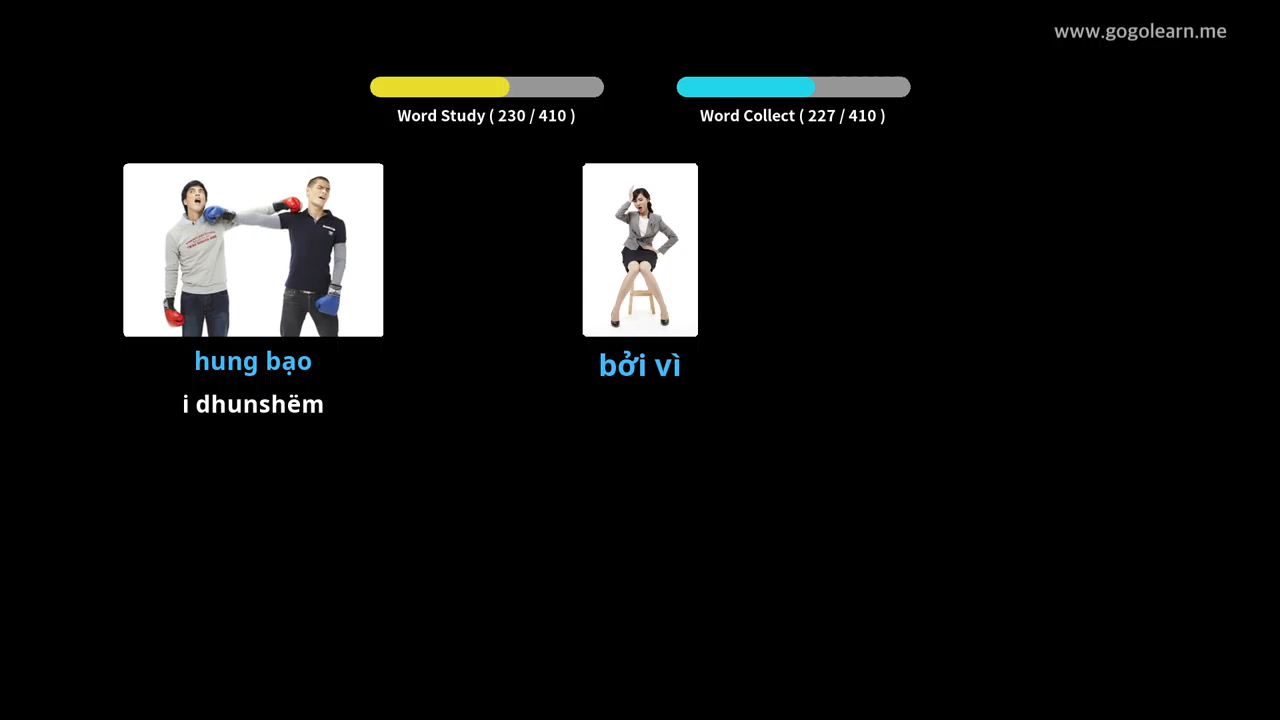 www.gogolearn.me
Word Study ( 230 / 410 )
Word Collect ( 227 / 410 )
hung bạo
i dhunshëm
bởi vì